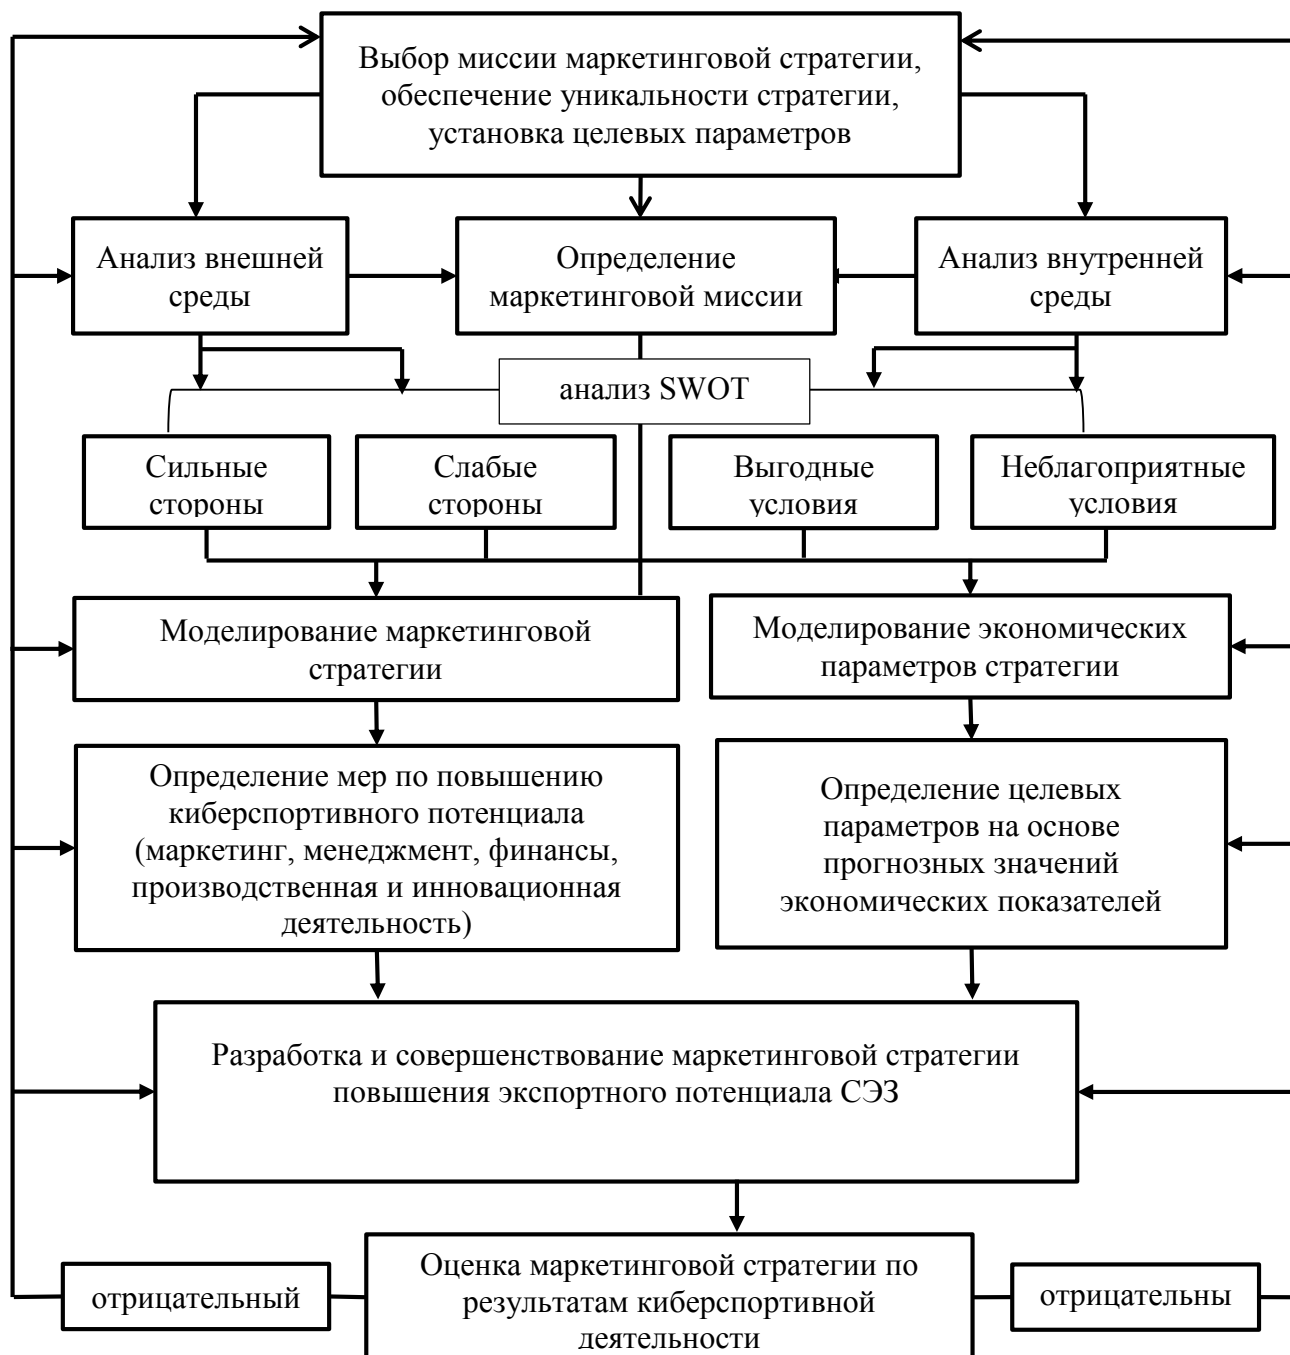 Выбор миссии маркетинговой стратегии,
обеспечение уникальности стратегии,
установка целевых параметров
Анализ внешней
среды
Определение
маркетинговой миссии
Анализ внутренней
среды
анализ SWOT
Сильные
стороны
Слабые
стороны
Выгодные
условия
Неблагоприятные
условия
Моделирование маркетинговой
стратегии
Моделирование экономических
параметров стратегии
Определение мер по повышению
киберспортивного потенциала
(маркетинг, менеджмент, финансы,
производственная и инновационная
деятельность)
Определение целевых
параметров на основе
прогнозных значений
экономических показателей
Разработка и совершенствование маркетинговой стратегии
повышения экспортного потенциала СЭЗ
отрицательный
Оценка маркетинговой стратегии по
результатам киберспортивной
деятельности
отрицательны